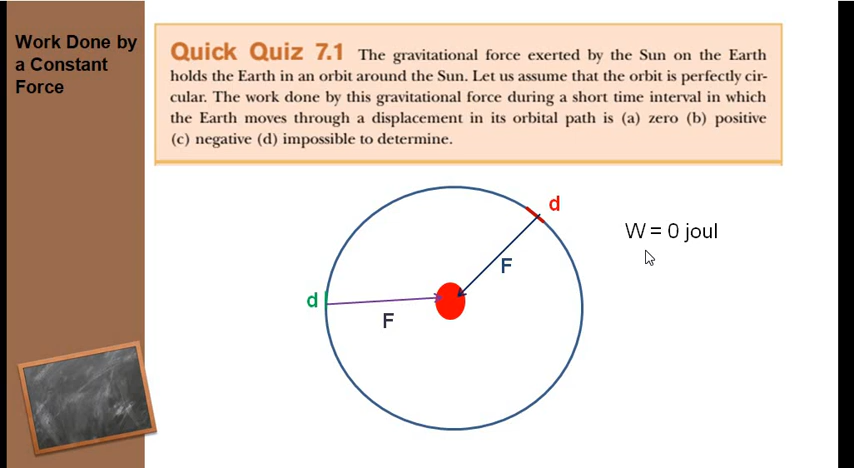 Work Done by
a Constant
Force
Quick Quiz 7.1 The gravitational force exerted by the Sun on the Earth
holds the Earth in an orbit around the Sun. Let us assume that the orbit is perfectly cir-
cular. The work done by this gravitational force during a short time interval in which
the Earth moves through a displacement in its orbital path is (a) zero (b) positive
(c) negative (d) impossible to determine.
d
W = 0 joul
F
d
F